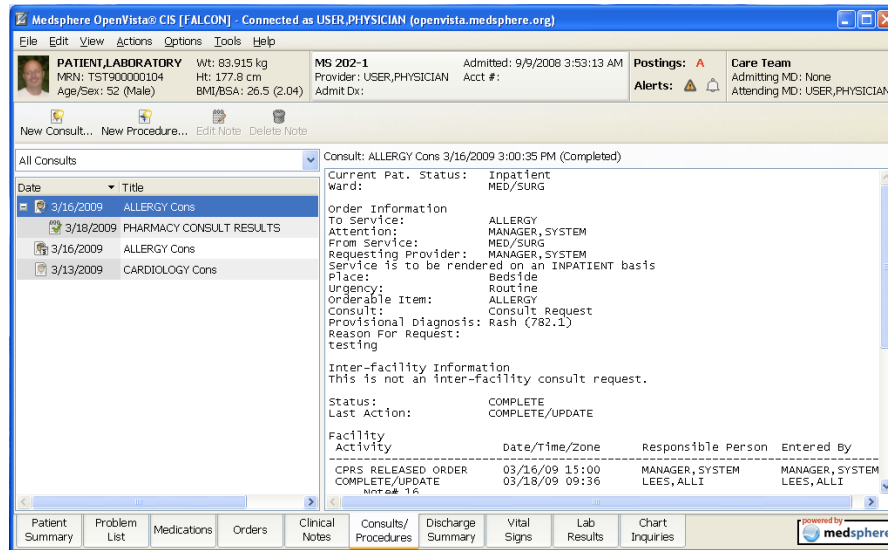 Medsphere OpenVista® CIS [FALCON] - Connected as USER,PHYSICIAN (openvista.medsphere.org)
File Edit View Actions Options Tools Help
PATIENT,LABORATORY Wt: 83.915 kg
MRN: TST900000104 Ht: 177.8 cm
Age/Sex: 52 (Male) BMI/BSA: 26.5 (2.04)
MS 202-1 Admitted: 9/9/2008 3:53:13 AM
Provider: USER,PHYSICIAN Acct #:
Admit Dx:
Postings: A
Alerts:
Care Team
Admitting MD: None
Attending MD: USER,PHYSICIAN
New Consult... New Procedure... Edit Note Delete Note
All Consults
Date Title
3/16/2009 ALLERGY Cons
3/18/2009 PHARMACY CONSULT RESULTS
3/16/2009 ALLERGY Cons
3/13/2009 CARDIOLOGY Cons
Consult: ALLERGY Cons 3/16/2009 3:00:35 PM (Completed)
Current Pat. Status: Inpatient
Ward: MED/SURG
Order Information
To Service: ALLERGY
Attention: MANAGER,SYSTEM
From Service: MED/SURG
Requesting Provider: MANAGER,SYSTEM
Service is to be rendered on an INPATIENT basis
Place: Bedside
Urgency: Routine
Orderable Item: ALLERGY
Consult: Consult Request
Provisional Diagnosis: Rash (782.1)
Reason For Request:
testing
Inter-facility Information
This is not an inter-facility consult request.
Status: COMPLETE
Last Action: COMPLETE/UPDATE
Facility
Activity Date/Time/Zone Responsible Person Entered By
CPRS RELEASED ORDER 03/16/09 15:00 MANAGER,SYSTEM MANAGER,SYSTEM
COMPLETE/UPDATE 03/18/09 09:36 LEES,ALLI LEES,ALLI
Note# 16
Patient Summary
Problem List
Medications
Orders
Clinical Notes
Consults/ Procedures
Discharge Summary
Vital Signs
Lab Results
Chart Inquiries
powered by
medsphere